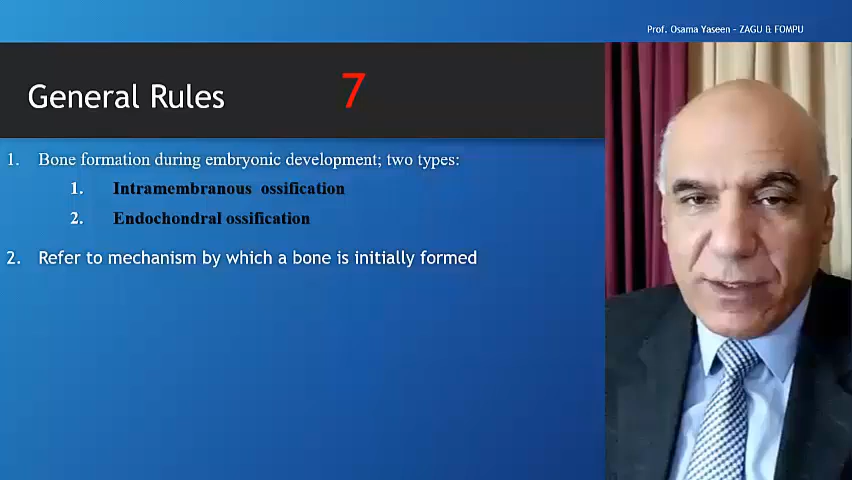 Prof. Osama Yaseen - ZAGU & FOMPU
General Rules 7
1. Bone formation during embryonic development; two types:
1. Intramembranous ossification
2. Endochondral ossification
2. Refer to mechanism by which a bone is initially formed